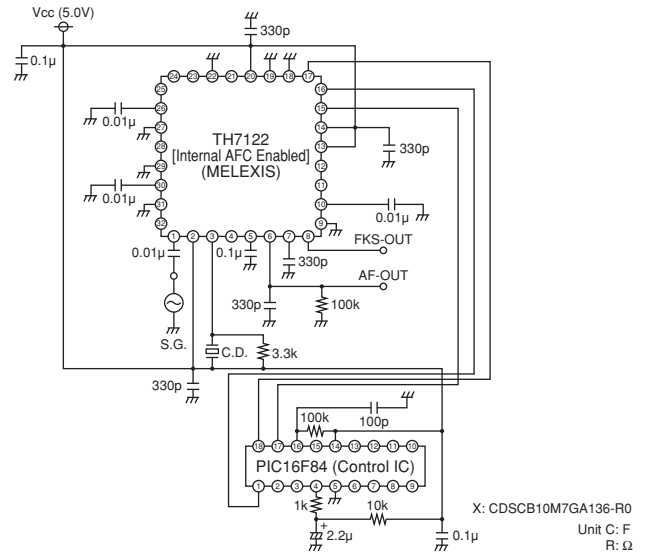 Vcc (5.0V)
330p
0.1μ
24 23 22 21 20 19 18 17
25 16
26 15
0.01μ
27 14
28 13
330p
29 12
30 11
0.01μ
31 10
0.01μ
32 9
TH7122
[Internal AFC Enabled]
(MELEXIS)
1 2 3 4 5 6 7 8
FKS-OUT
0.01μ
0.1μ
330p
AF-OUT
330p
100k
S.G.
C.D.
3.3k
330p
100k
100p
18 17 16 15 14 13 12 11 10
PIC16F84 (Control IC)
1 2 3 4 5 6 7 8 9
1k
10k
+
2.2μ
0.1μ
X: CDSCB10M7GA136-R0
Unit C: F
R: Ω